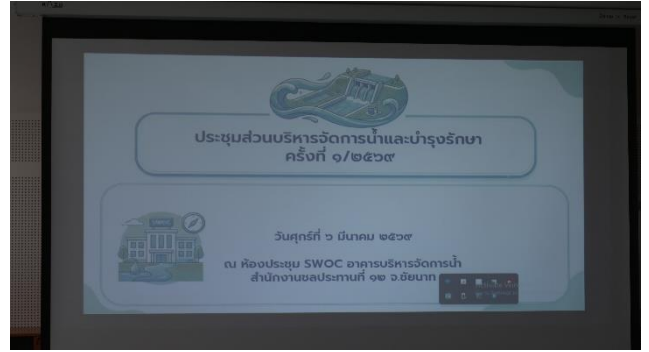 ประชุมส่วนบริหารจัดการน้ำและบำรุงรักษา
ครั้งที่ ๑/๒๕๖๙
วันศุกร์ที่ ๖ มีนาคม ๒๕๖๙
ณ ห้องประชุม SWOC อาคารบริหารจัดการน้ำ
สำนักงานชลประทานที่ ๑๒ จ.ชัยนาท